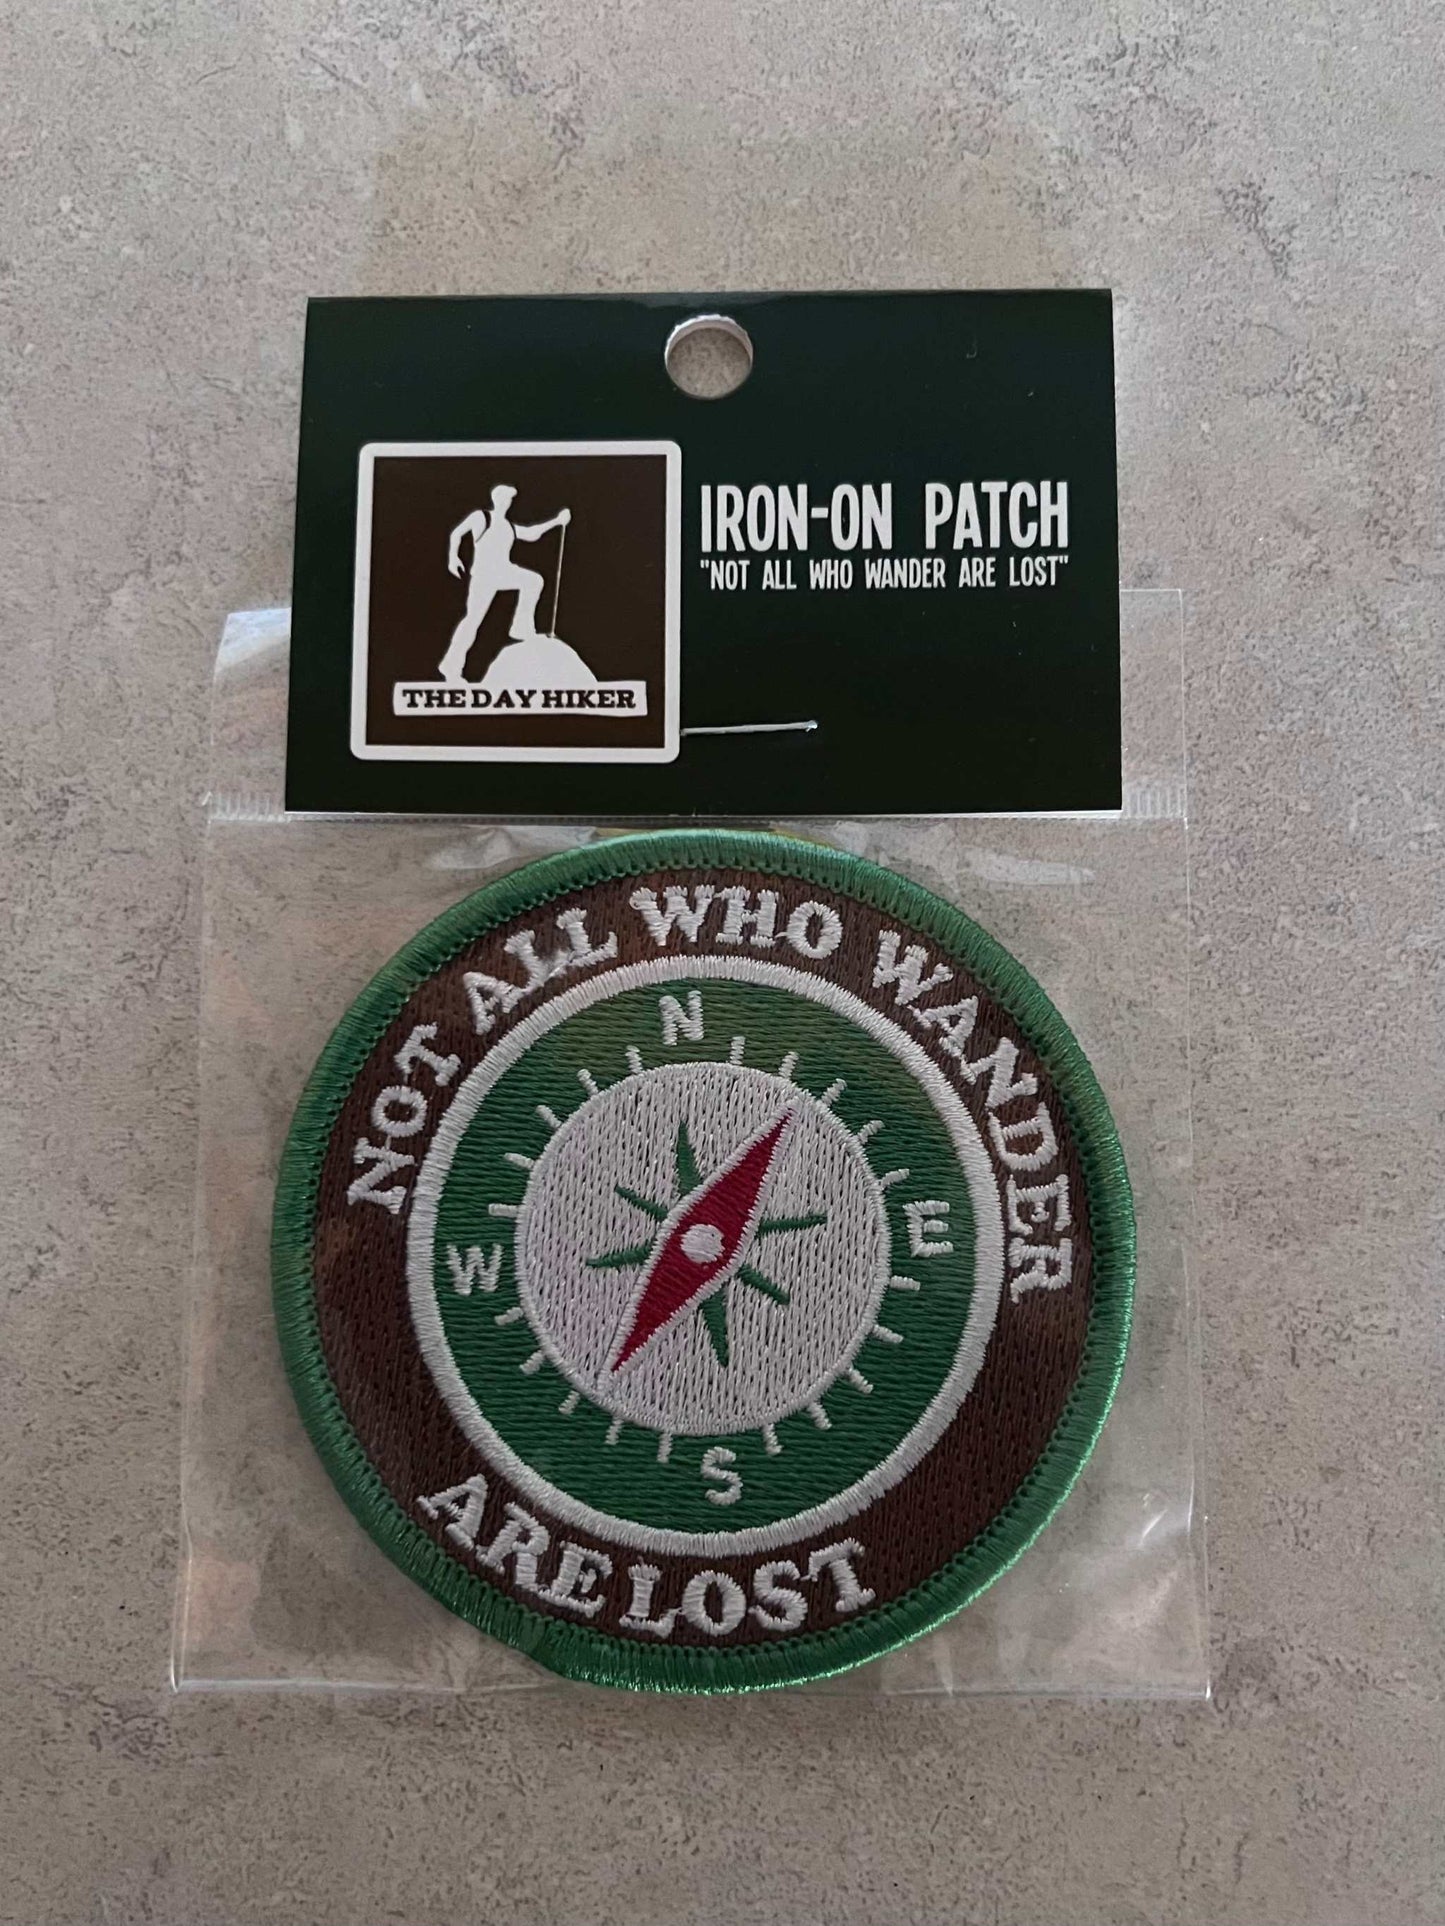 IRON-ON PATCH
"NOT ALL WHO WANDER ARE LOST"
THE DAY HIKER
NOT ALL WHO WANDER
N
W
E
S
ARE LOST